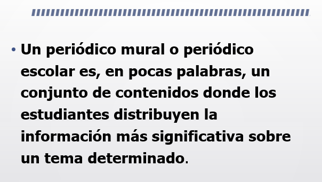 • Un periódico mural o periódico
escolar es, en pocas palabras, un
conjunto de contenidos donde los
estudiantes distribuyen la
información más significativa sobre
un tema determinado.